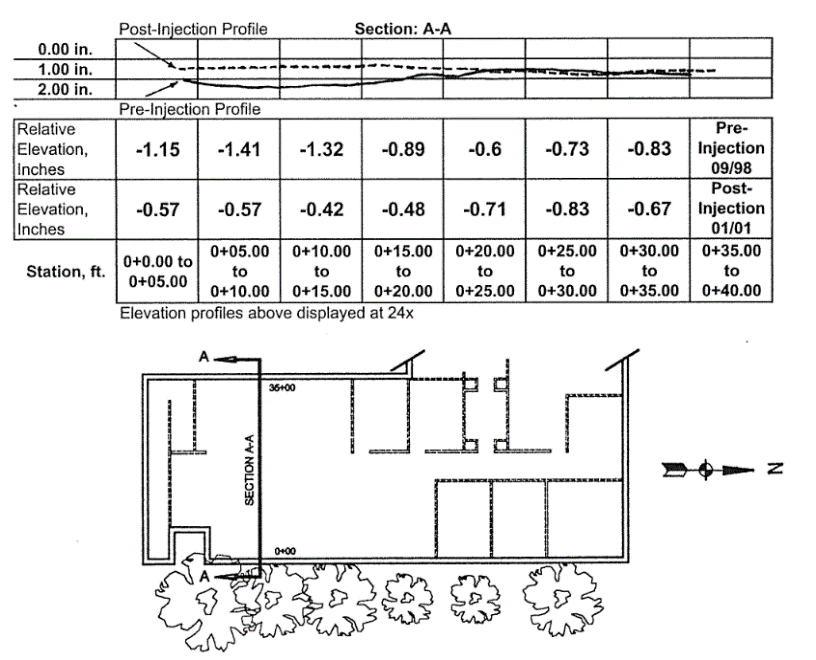 Post-Injection Profile
Section: A-A
0.00 in.
1.00 in.
2.00 in.
Pre-Injection Profile
Relative Elevation, Inches
-1.15 -1.41 -1.32 -0.89 -0.6 -0.73 -0.83
Pre-Injection 09/98
Relative Elevation, Inches
-0.57 -0.57 -0.42 -0.48 -0.71 -0.83 -0.67
Post-Injection 01/01
Station, ft.
0+0.00 to 0+05.00
0+05.00 to 0+10.00
0+10.00 to 0+15.00
0+15.00 to 0+20.00
0+20.00 to 0+25.00
0+25.00 to 0+30.00
0+30.00 to 0+35.00
0+35.00 to 0+40.00
Elevation profiles above displayed at 24x
A
35+00
SECTION A-A
N
0+00
A